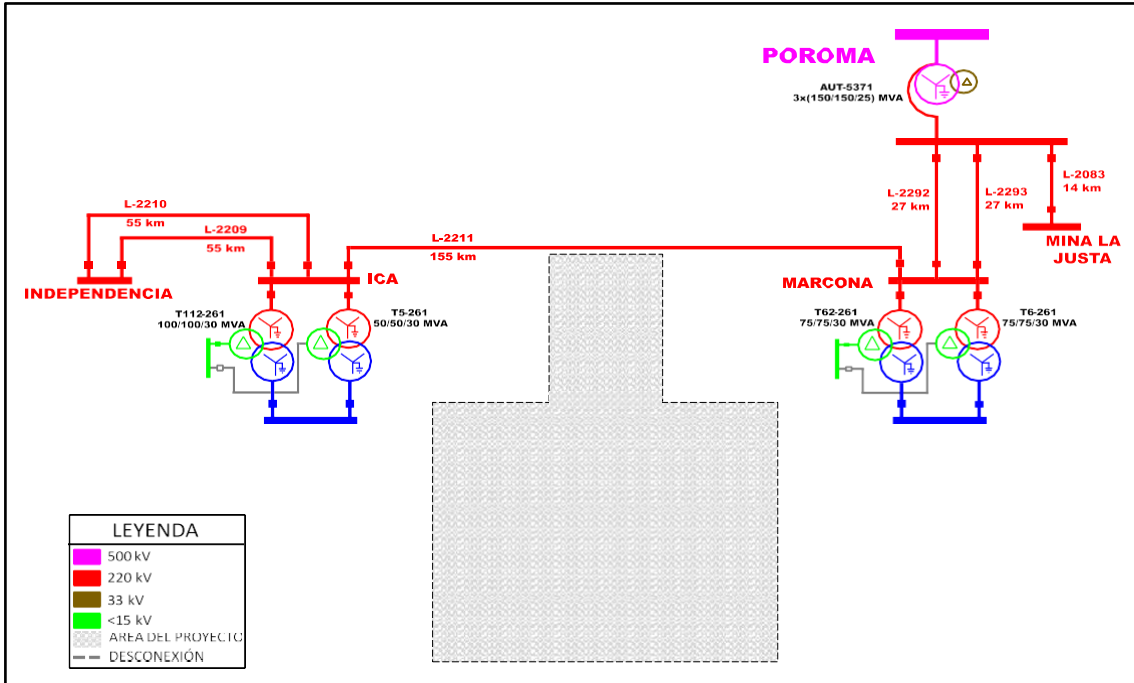 POROMA
AUT-5371
3x(150/150/25) MVA
L-2292
27 km
L-2293
27 km
L-2083
14 km
MINA LA
JUSTA
L-2210
55 km
L-2209
55 km
L-2211
155 km
INDEPENDENCIA
ICA
MARCONA
T112-261
100/100/30 MVA
T5-261
50/50/30 MVA
T62-261
75/75/30 MVA
T6-261
75/75/30 MVA
LEYENDA
500 kV
220 kV
33 kV
<15 kV
AREA DEL PROYECTO
DESCONEXIÓN